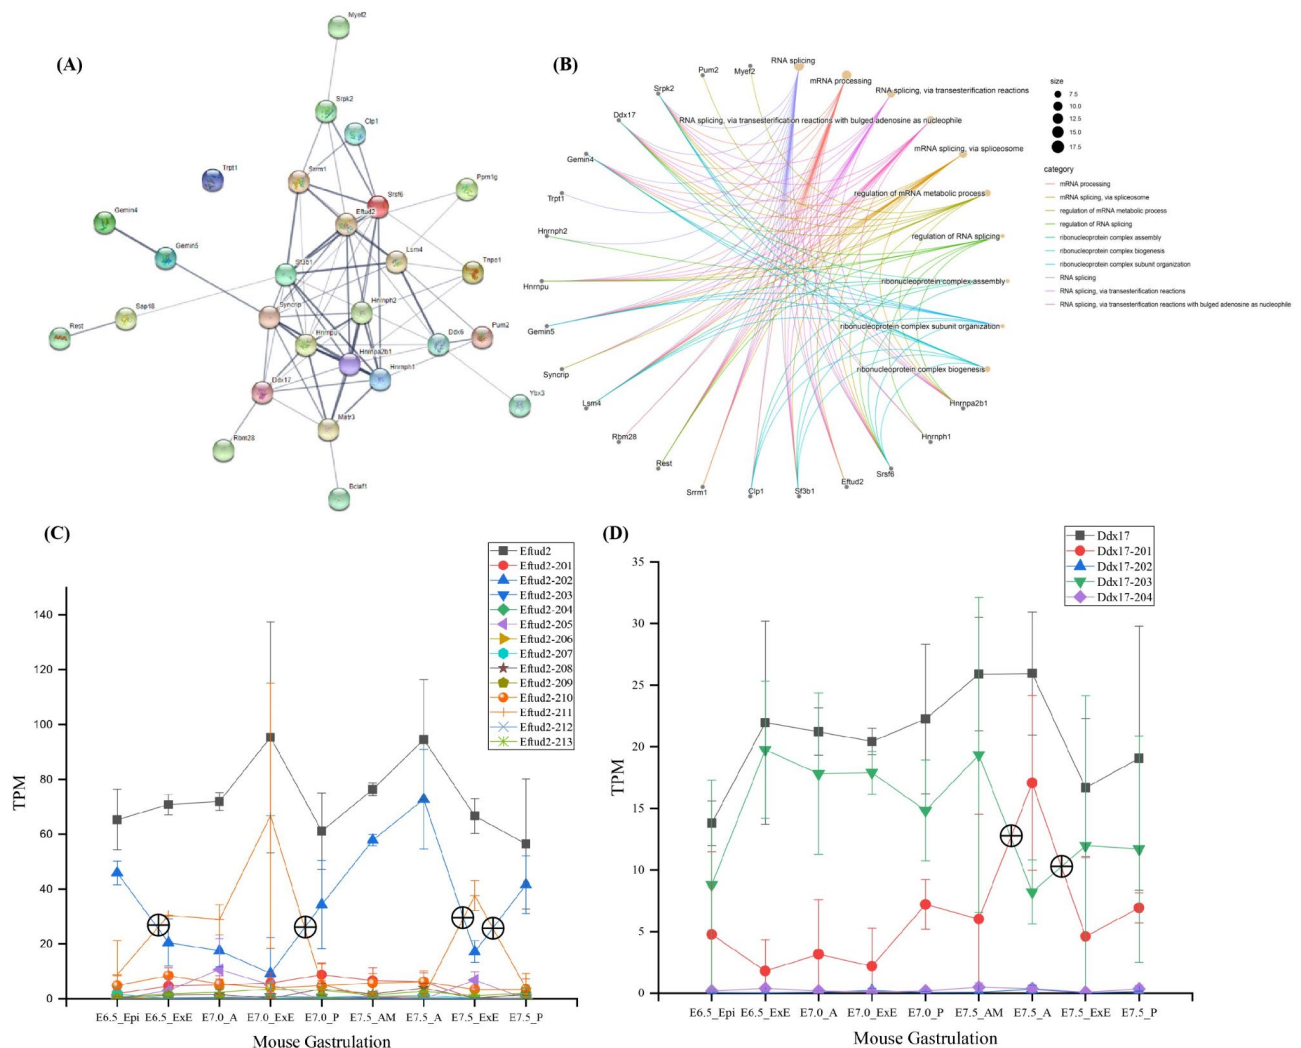 (A)
Myef2
Srpk2
Clp1
Trpt1
Srrm1
Ppm1g
Srsf6
Gemin4
Eftud2
Gemin5
Lsm4
Sf3b1
Tnpo1
Sap18
Syncrip
Hnrnph2
Rest
Hnrnpu
Ddx6
Pum2
Hnrnpa2b1
Hnrnph1
Ddx17
Ybx3
Matr3
Rbm28
Bclaf1
(B)
RNA splicing
Myef2
Pum2
mRNA processing
Srpk2
RNA splicing, via transesterification reactions
Ddx17
RNA splicing, via transesterification reactions with bulged adenosine as nucleophile
Gemin4
mRNA splicing, via spliceosome
Trpt1
regulation of mRNA metabolic process
Hnrnph2
regulation of RNA splicing
Hnrnpu
ribonucleoprotein complex assembly
Gemin5
ribonucleoprotein complex subunit organization
Syncrip
ribonucleoprotein complex biogenesis
Lsm4
Hnrnpa2b1
Rbm28
Hnrnph1
Rest
Srsf6
Srrm1
Clp1
Sf3b1
Eftud2
size
7.5
10.0
12.5
15.0
17.5
category
mRNA processing
mRNA splicing, via spliceosome
regulation of mRNA metabolic process
regulation of RNA splicing
ribonucleoprotein complex assembly
ribonucleoprotein complex biogenesis
ribonucleoprotein complex subunit organization
RNA splicing
RNA splicing, via transesterification reactions
RNA splicing, via transesterification reactions with bulged adenosine as nucleophile
(C)
Eftud2
Eftud2-201
Eftud2-202
Eftud2-203
Eftud2-204
Eftud2-205
Eftud2-206
Eftud2-207
Eftud2-208
Eftud2-209
Eftud2-210
Eftud2-211
Eftud2-212
Eftud2-213
140
120
100
80
60
40
20
0
TPM
E6.5_Epi E6.5_ExE E7.0_A E7.0_ExE E7.0_P E7.5_AM E7.5_A E7.5_ExE E7.5_P
Mouse Gastrulation
(D)
Ddx17
Ddx17-201
Ddx17-202
Ddx17-203
Ddx17-204
35
30
25
20
15
10
5
0
TPM
E6.5_Epi E6.5_ExE E7.0_A E7.0_ExE E7.0_P E7.5_AM E7.5_A E7.5_ExE E7.5_P
Mouse Gastrulation